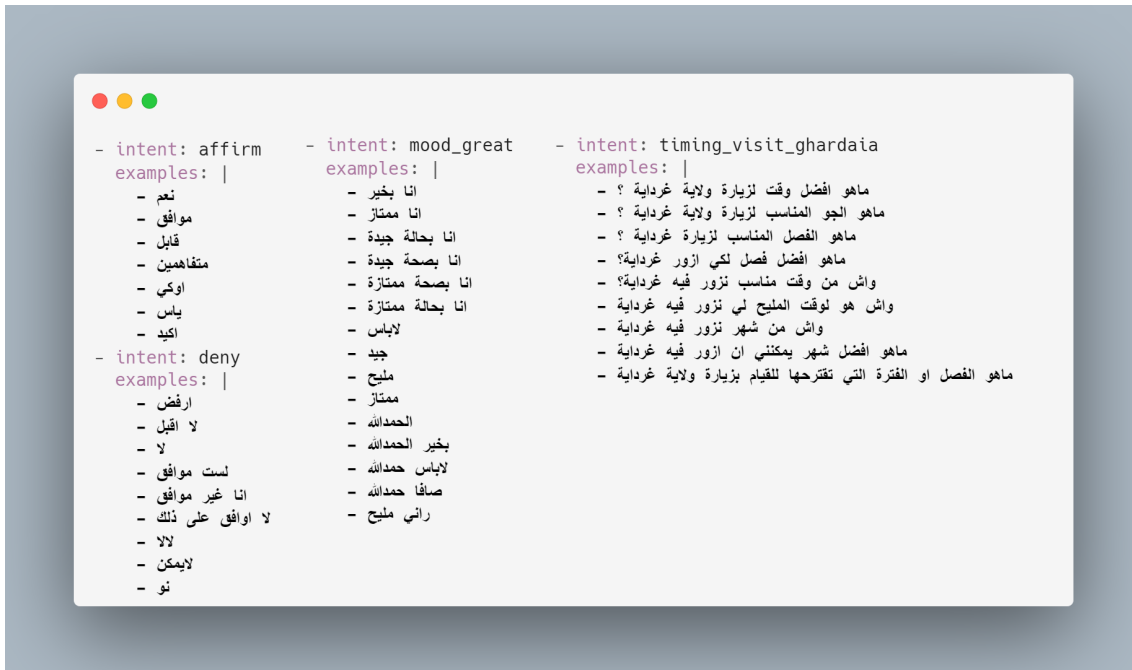 - intent: affirm
examples: |
- نعم
- موافق
- قابل
- متفاهمين
- اوكي
- ياس
- اكيد
- intent: deny
examples: |
- ارفض
- لا اقبل
- لا
- لست موافق
- انا غير موافق
- لا اوافق على ذلك
- لالا
- لايمكن
- نو
- intent: mood_great
examples: |
- انا بخير
- انا ممتاز
- انا بحالة جيدة
- انا بصحة جيدة
- انا بصحة ممتازة
- انا بحالة ممتازة
- لاباس
- جيد
- مليح
- ممتاز
- الحمدالله
- بخير الحمدالله
- لاباس حمدالله
- صافا حمدالله
- راني مليح
- intent: timing_visit_ghardaia
examples: |
- ماهو افضل وقت لزيارة ولاية غرداية ؟
- ماهو الجو المناسب لزيارة ولاية غرداية ؟
- ماهو الفصل المناسب لزيارة غرداية ؟
- ماهو افضل فصل لكي ازور غرداية؟
- واش من وقت مناسب نزور فيه غرداية؟
- واش هو لوقت المليح لي نزور فيه غرداية
- واش من شهر نزور فيه غرداية
- ماهو افضل شهر يمكنني ان ازور فيه غرداية
- ماهو الفصل او الفترة التي تقترحها للقيام بزيارة ولاية غرداية